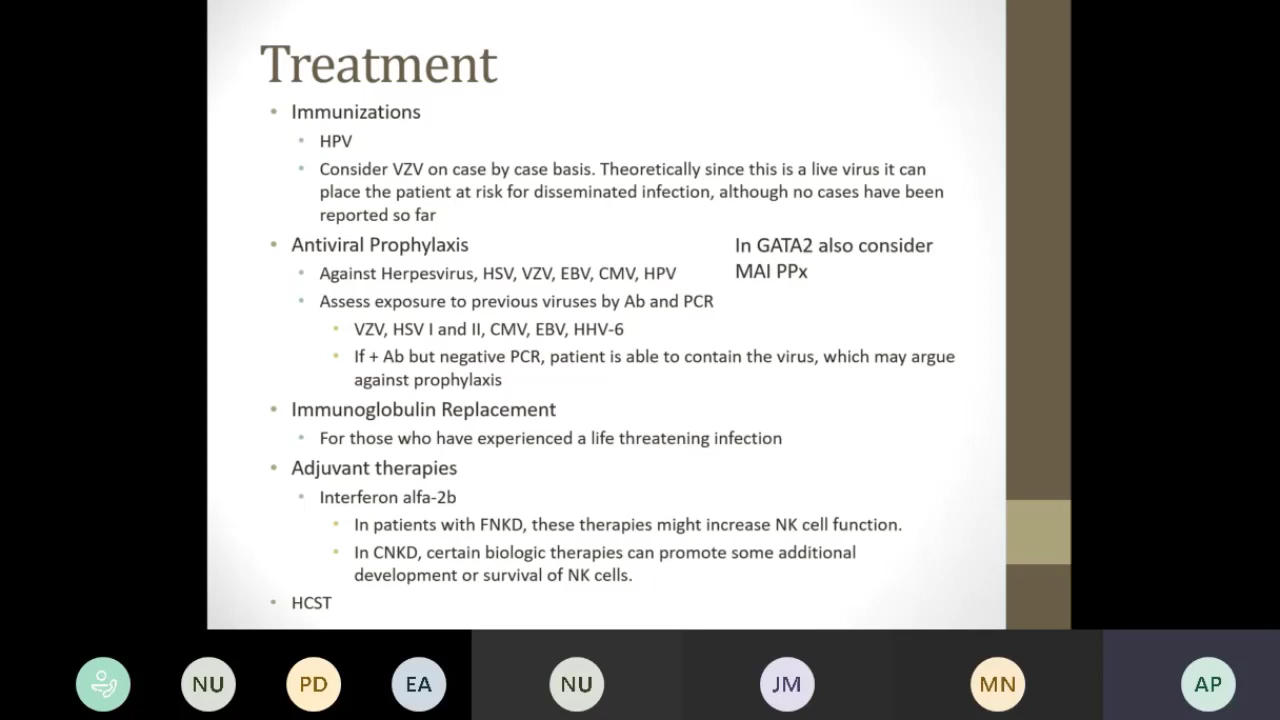 Treatment
Immunizations
HPV
Consider VZV on case by case basis. Theoretically since this is a live virus it can
place the patient at risk for disseminated infection, although no cases have been
reported so far
Antiviral Prophylaxis
Against Herpesvirus, HSV, VZV, EBV, CMV, HPV
In GATA2 also consider
MAI PPx
Assess exposure to previous viruses by Ab and PCR
VZV, HSV I and II, CMV, EBV, HHV-6
If + Ab but negative PCR, patient is able to contain the virus, which may argue
against prophylaxis
Immunoglobulin Replacement
For those who have experienced a life threatening infection
Adjuvant therapies
Interferon alfa-2b
In patients with FNKD, these therapies might increase NK cell function.
In CNKD, certain biologic therapies can promote some additional
development or survival of NK cells.
HCST
NU PD EA NU JM MN AP